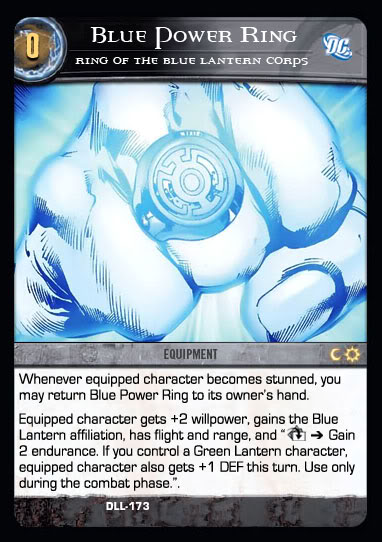 0
Blue Power Ring
DC
Ring of the Blue Lantern Corps
EQUIPMENT
Whenever equipped character becomes stunned, you
may return Blue Power Ring to its owner's hand.
Equipped character gets +2 willpower, gains the Blue
Lantern affiliation, has flight and range, and “ ➔ Gain
2 endurance. If you control a Green Lantern character,
equipped character also gets +1 DEF this turn. Use only
during the combat phase.”.
DLL-173